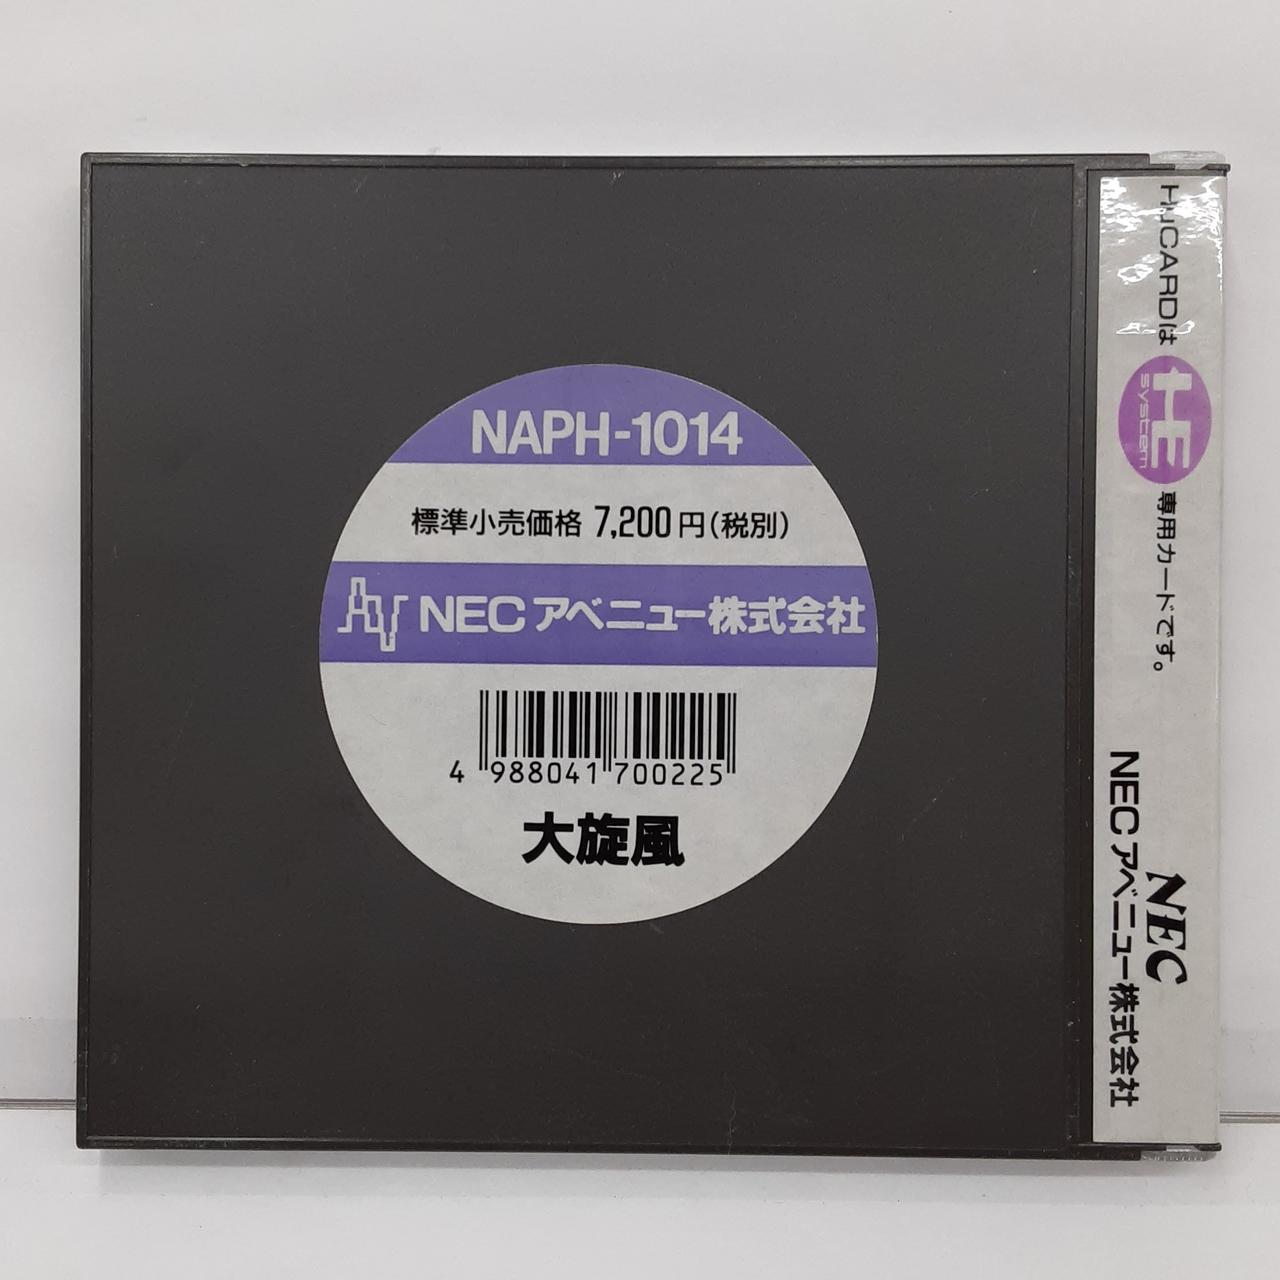 NAPH-1014
標準小売価格 7,200円(税別)
NECアベニュー株式会社
4 988041 700225
大旋風
HuCARDは
HE
system
専用カードです。
NEC
NECアベニュー株式会社